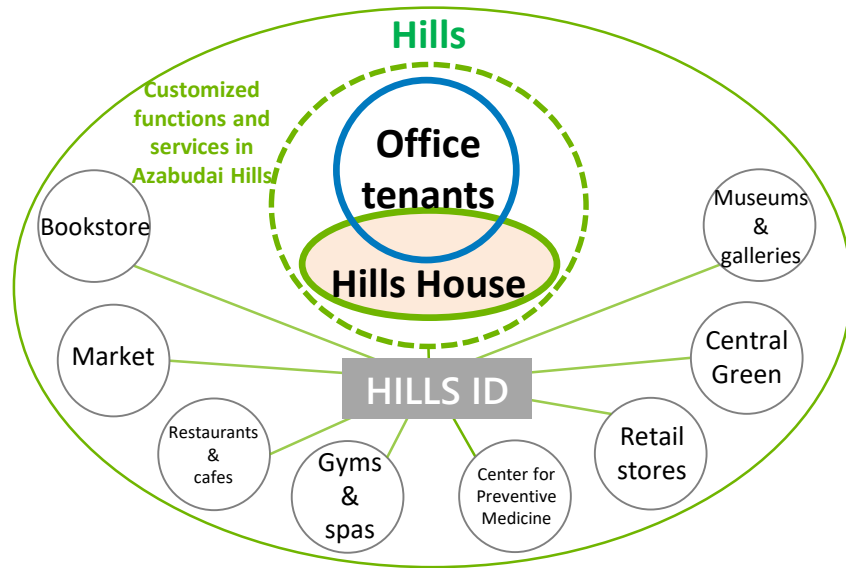 Hills
Customized
functions and
services in
Azabudai Hills
Office
tenants
Hills House
Bookstore
Museums
&
galleries
Market
Central
Green
HILLS ID
Restaurants
&
cafes
Gyms
&
spas
Center for
Preventive
Medicine
Retail
stores